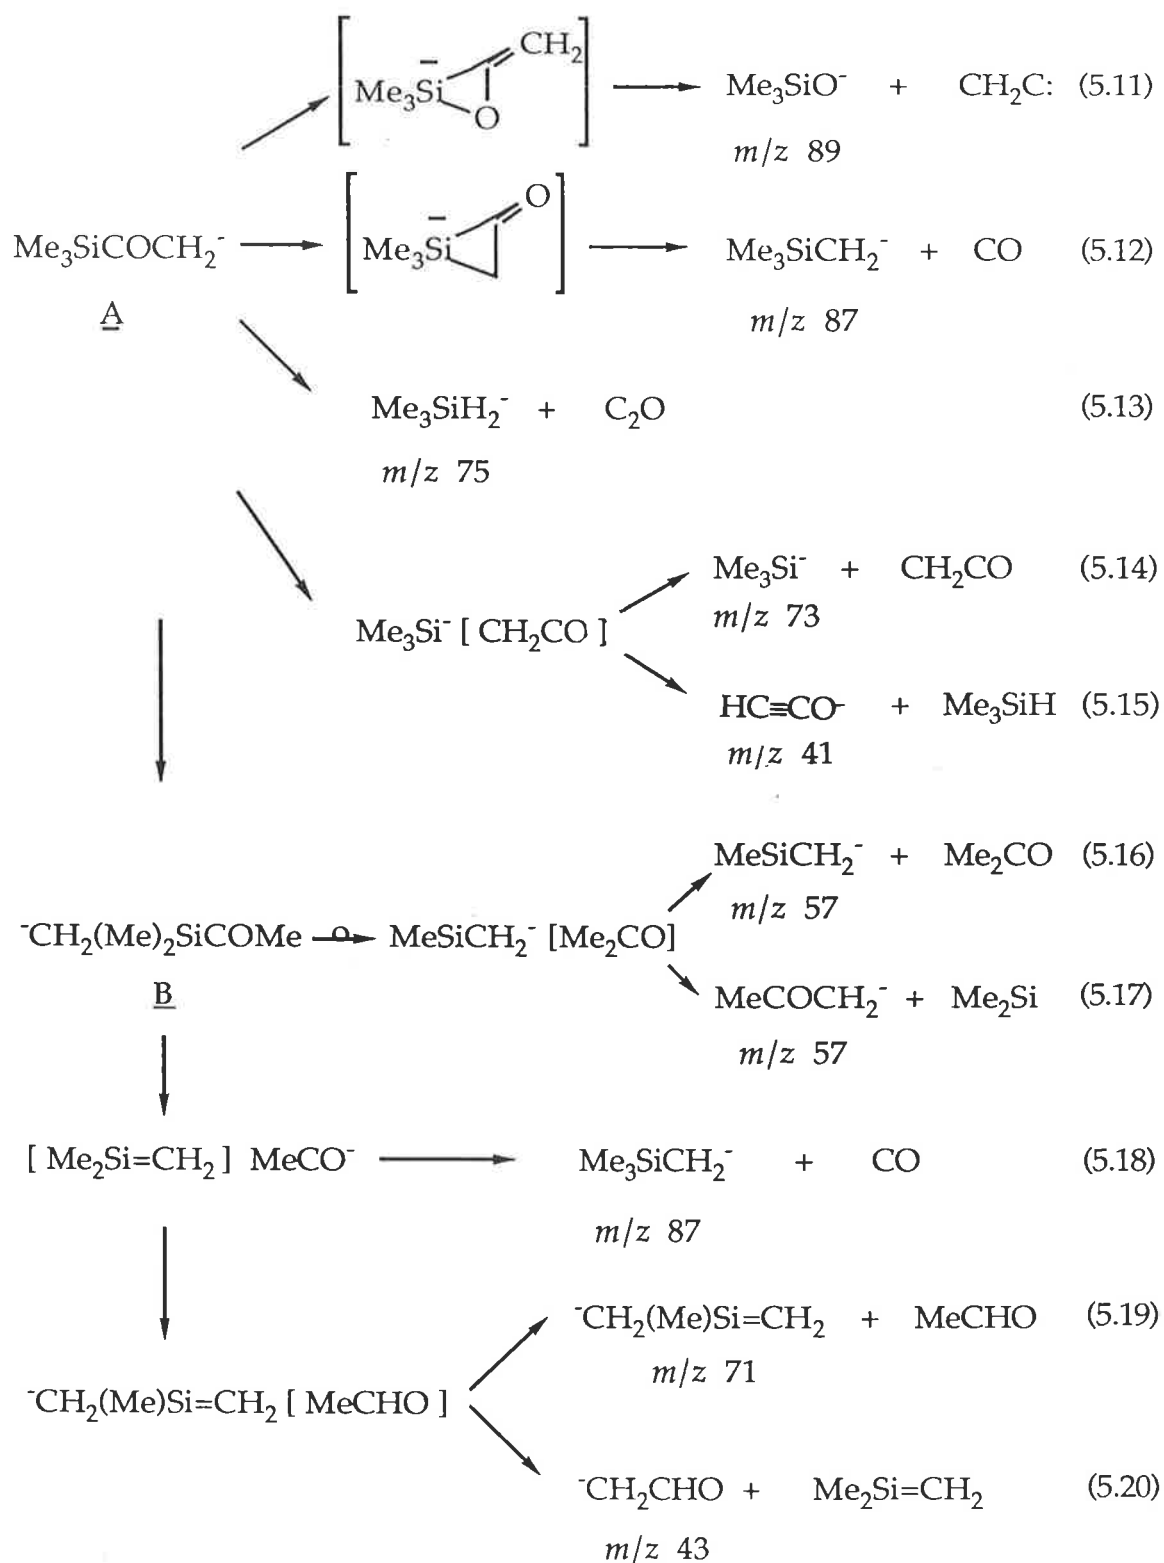 [ Me₃Si⁻ CH₂ O ] → Me₃SiO⁻ + CH₂C: (5.11)
m/z 89
Me₃SiCOCH₂⁻ → [ Me₃Si⁻ O ] → Me₃SiCH₂⁻ + CO (5.12)
A
m/z 87
Me₃SiH₂⁻ + C₂O (5.13)
m/z 75
Me₃Si⁻ + CH₂CO (5.14)
m/z 73
Me₃Si⁻ [ CH₂CO ]
HC≡CO⁻ + Me₃SiH (5.15)
m/z 41
MeSiCH₂⁻ + Me₂CO (5.16)
m/z 57
⁻CH₂(Me)₂SiCOMe —o→ MeSiCH₂⁻ [Me₂CO]
B
MeCOCH₂⁻ + Me₂Si (5.17)
m/z 57
[ Me₂Si=CH₂ ] MeCO⁻ → Me₃SiCH₂⁻ + CO (5.18)
m/z 87
⁻CH₂(Me)Si=CH₂ + MeCHO (5.19)
m/z 71
⁻CH₂(Me)Si=CH₂ [ MeCHO ]
⁻CH₂CHO + Me₂Si=CH₂ (5.20)
m/z 43